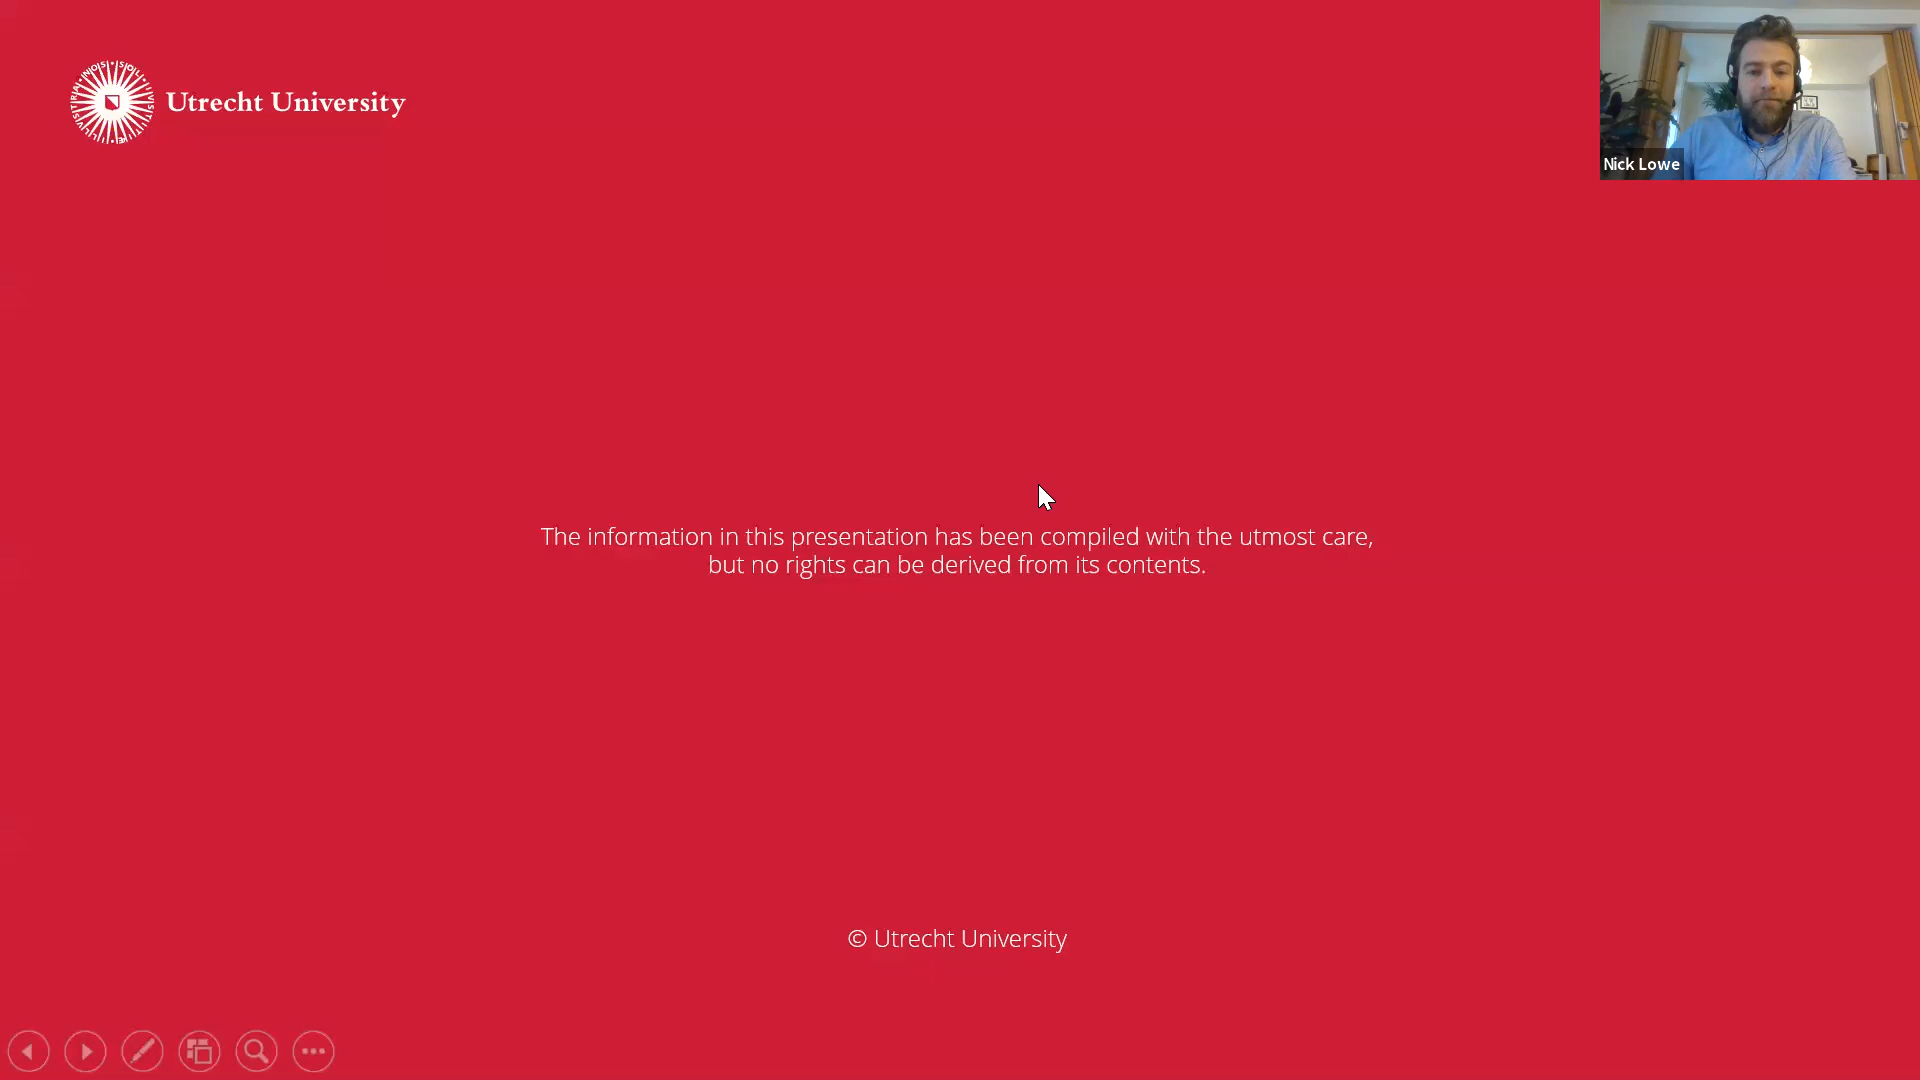 Utrecht University
Nick Lowe
The information in this presentation has been compiled with the utmost care,
but no rights can be derived from its contents.
© Utrecht University